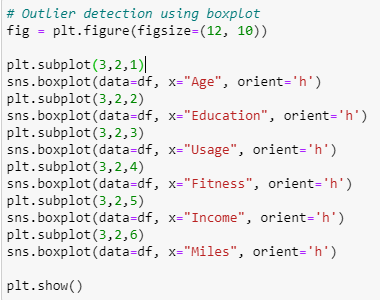 # Outlier detection using boxplot
fig = plt.figure(figsize=(12, 10))
plt.subplot(3,2,1)
sns.boxplot(data=df, x="Age", orient='h')
plt.subplot(3,2,2)
sns.boxplot(data=df, x="Education", orient='h')
plt.subplot(3,2,3)
sns.boxplot(data=df, x="Usage", orient='h')
plt.subplot(3,2,4)
sns.boxplot(data=df, x="Fitness", orient='h')
plt.subplot(3,2,5)
sns.boxplot(data=df, x="Income", orient='h')
plt.subplot(3,2,6)
sns.boxplot(data=df, x="Miles", orient='h')
plt.show()